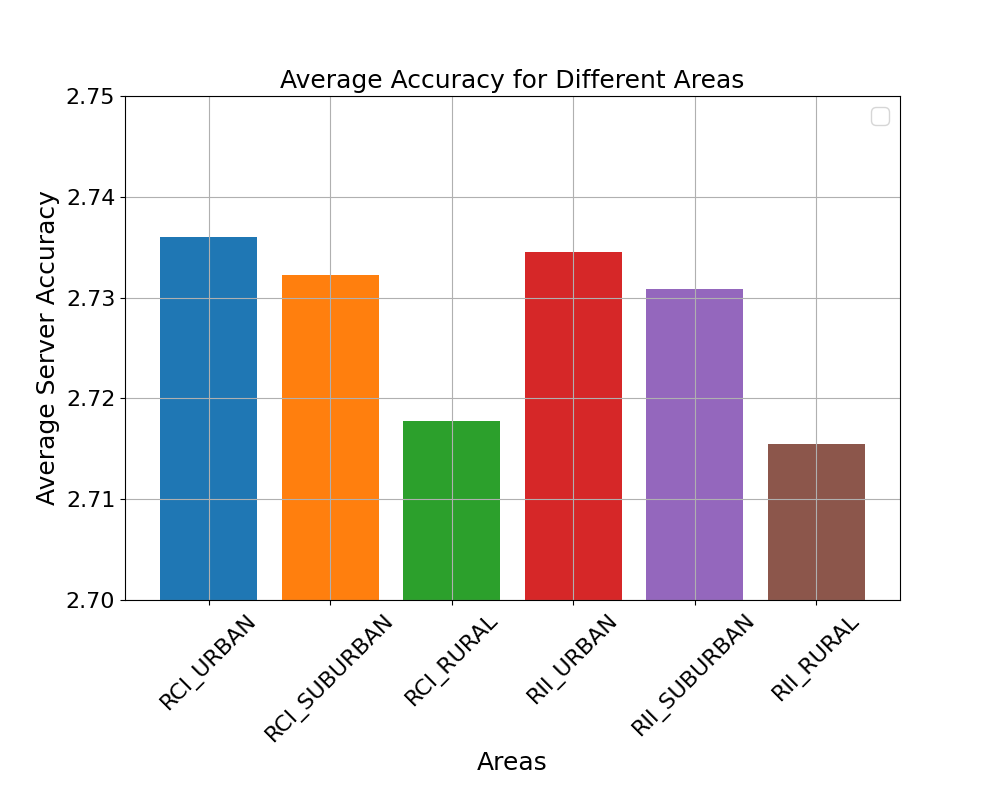 Average Accuracy for Different Areas
Average Server Accuracy
2.75
2.74
2.73
2.72
2.71
2.70
RCI_URBAN
RCI_SUBURBAN
RCI_RURAL
RII_URBAN
RII_SUBURBAN
RII_RURAL
Areas